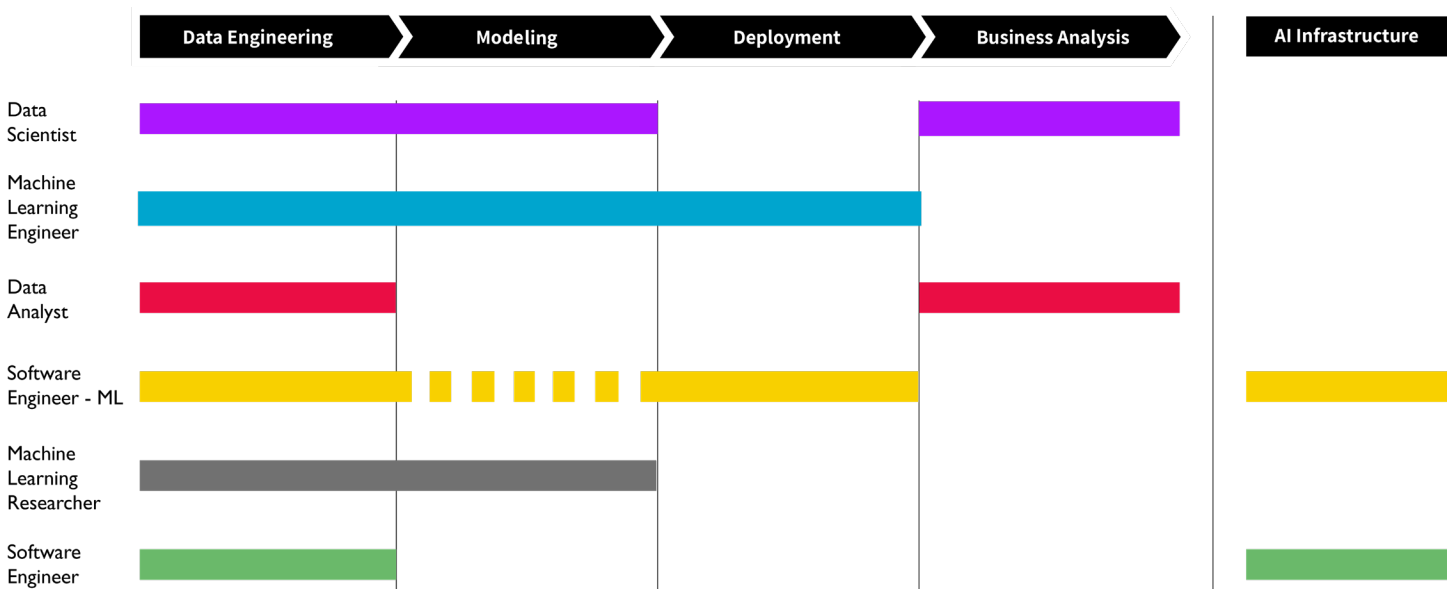 Data Engineering
Modeling
Deployment
Business Analysis
AI Infrastructure
Data
Scientist
Machine
Learning
Engineer
Data
Analyst
Software
Engineer - ML
Machine
Learning
Researcher
Software
Engineer